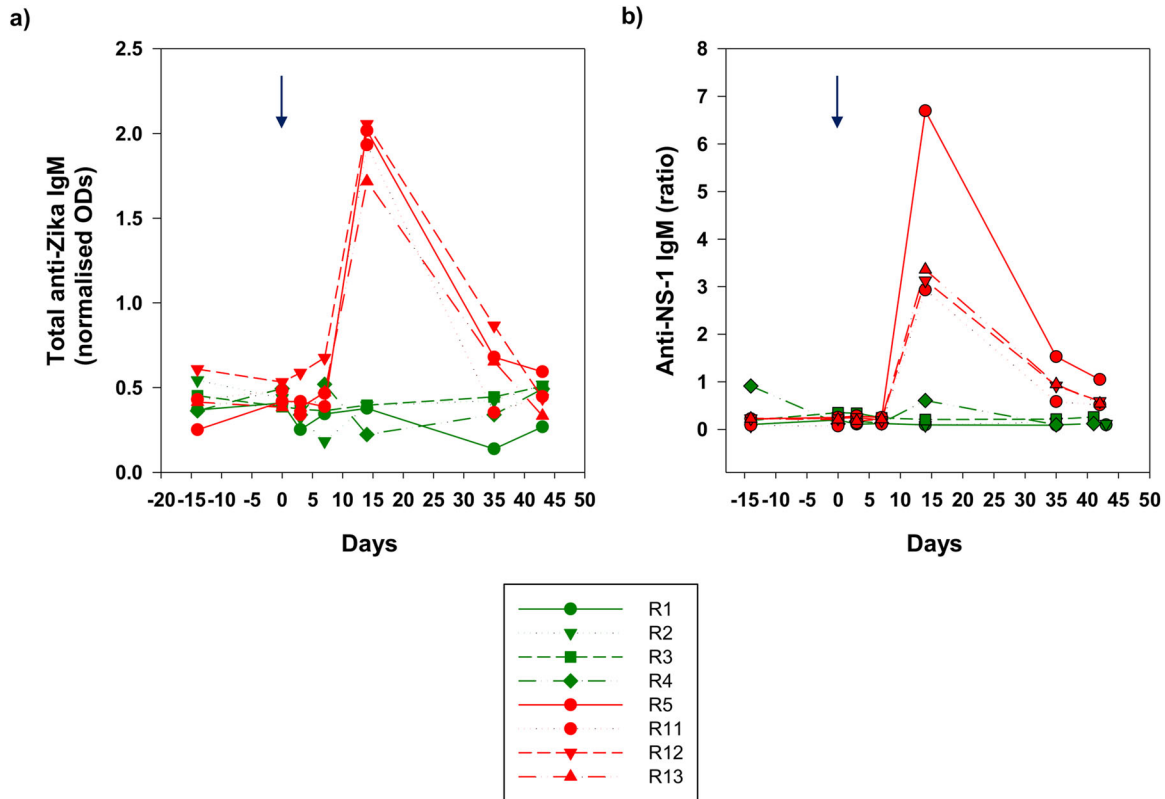 a)
b)
2.5
2.0
1.5
1.0
0.5
0.0
Total anti-Zika IgM
(normalised ODs)
-20 -15 -10 -5 0 5 10 15 20 25 30 35 40 45 50
Days
8
7
6
5
4
3
2
1
0
Anti-NS-1 IgM (ratio)
-15 -10 -5 0 5 10 15 20 25 30 35 40 45 50
Days
R1
R2
R3
R4
R5
R11
R12
R13